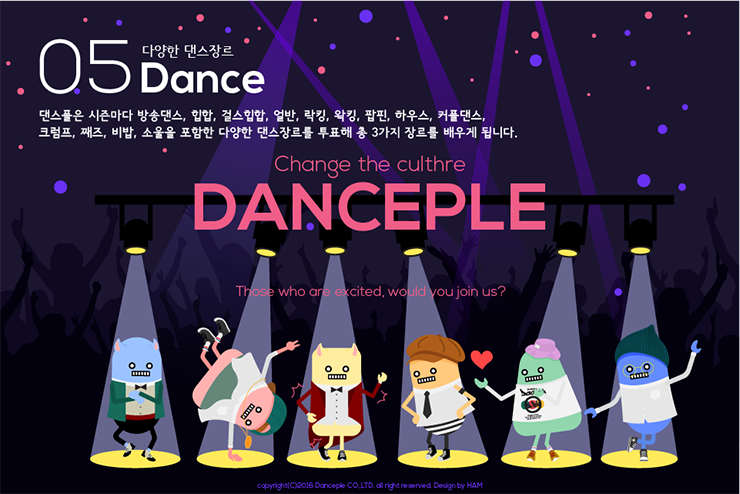 05 다양한 댄스장르
Dance
댄스플은 시즌마다 방송댄스, 힙합, 걸스힙합, 얼반, 락킹, 왁킹, 팝핀, 하우스, 커플댄스,
크럼프, 째즈, 비밥, 소울을 포함한 다양한 댄스장르를 투표해 총 3가지 장르를 배우게 됩니다.
Change the culthre
DANCEPLE
Those who are excited, would you join us?
copyright(C)2016 Danceple CO.,LTD. all right reserved. Design by HAM